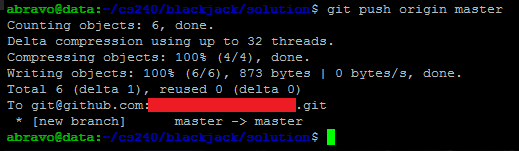 abravo@data:~/cs240/blackjack/solution$ git push origin master
Counting objects: 6, done.
Delta compression using up to 32 threads.
Compressing objects: 100% (4/4), done.
Writing objects: 100% (6/6), 873 bytes | 0 bytes/s, done.
Total 6 (delta 1), reused 0 (delta 0)
To git@github.com:.git
 * [new branch]      master -> master
abravo@data:~/cs240/blackjack/solution$